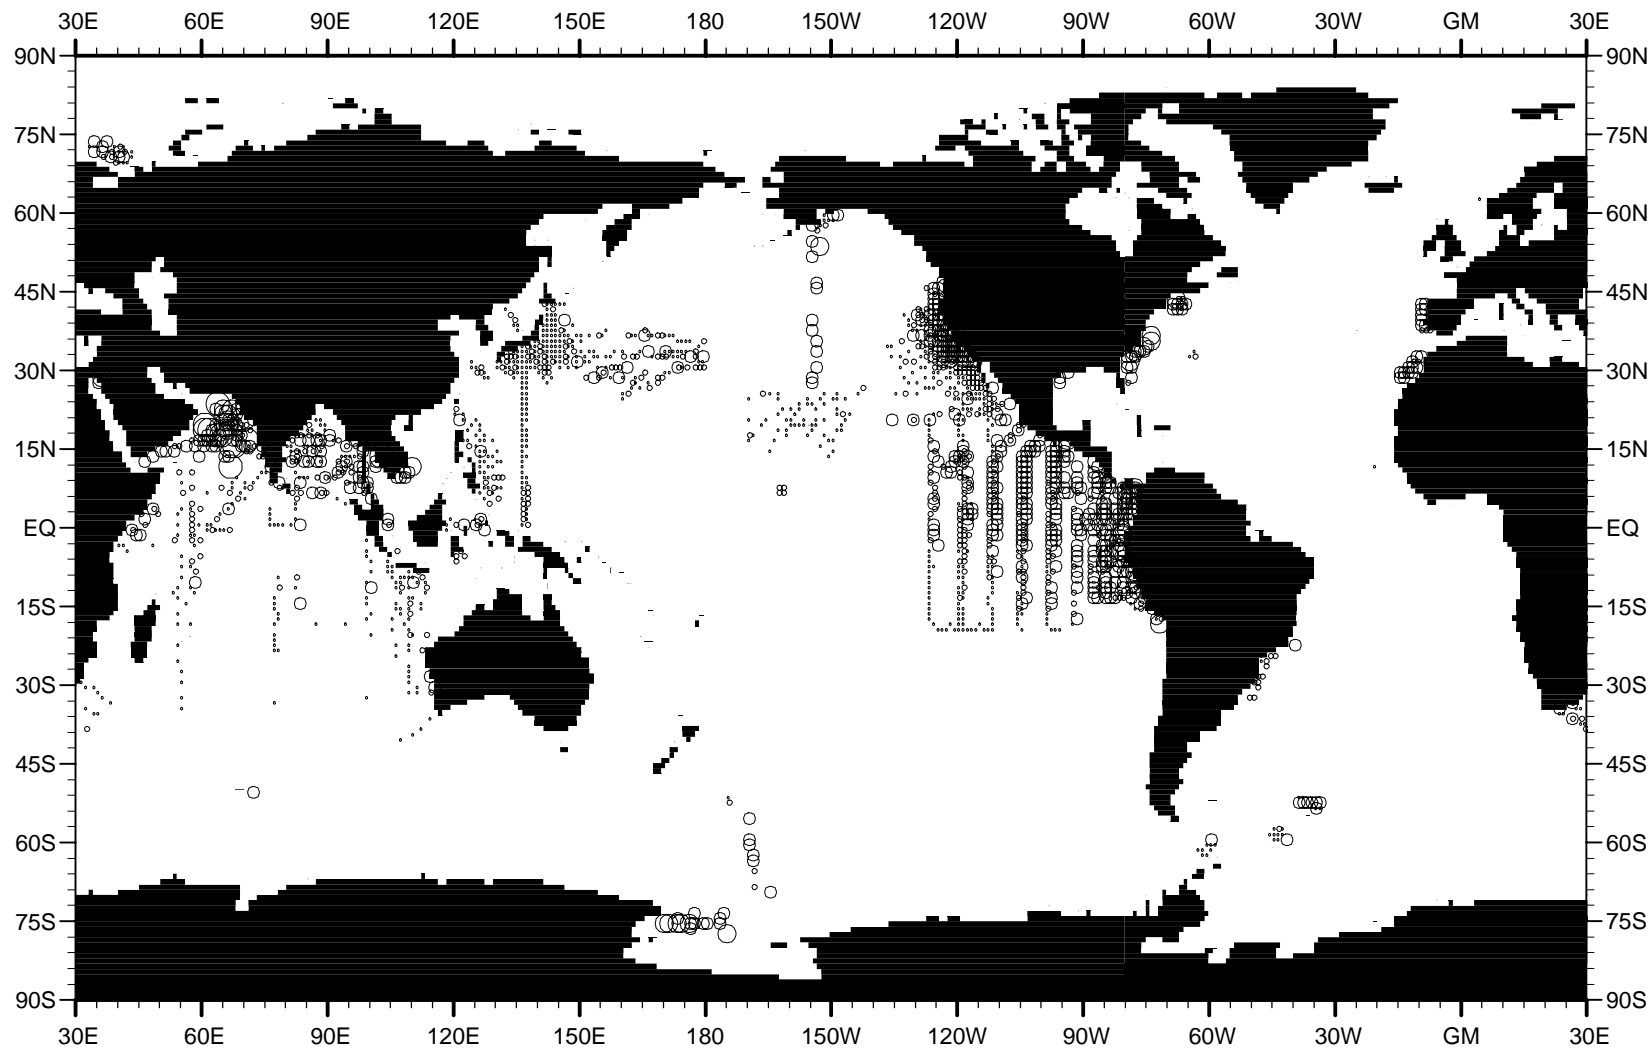 30E 60E 90E 120E 150E 180 150W 120W 90W 60W 30W GM 30E
90N 90N
75N 75N
60N 60N
45N 45N
30N 30N
15N 15N
EQ EQ
15S 15S
30S 30S
45S 45S
60S 60S
75S 75S
90S 90S
30E 60E 90E 120E 150E 180 150W 120W 90W 60W 30W GM 30E